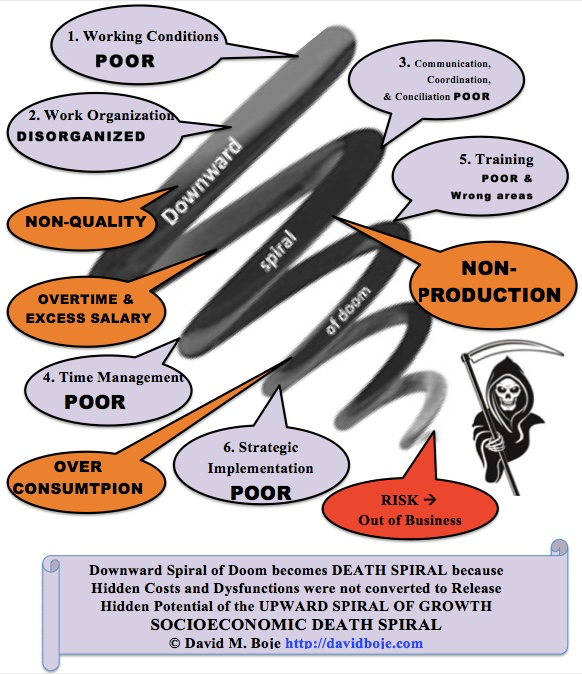 1. Working Conditions
POOR
2. Work Organization
DISORGANIZED
3. Communication,
Coordination,
& Conciliation POOR
5. Training
POOR &
Wrong areas
Downward
spiral
of doom
NON-QUALITY
NON-
PRODUCTION
OVERTIME &
EXCESS SALARY
4. Time Management
POOR
6. Strategic
Implementation
POOR
OVER
CONSUMTPION
RISK →
Out of Business
Downward Spiral of Doom becomes DEATH SPIRAL because
Hidden Costs and Dysfunctions were not converted to Release
Hidden Potential of the UPWARD SPIRAL OF GROWTH
SOCIOECONOMIC DEATH SPIRAL
© David M. Boje http://davidboje.com